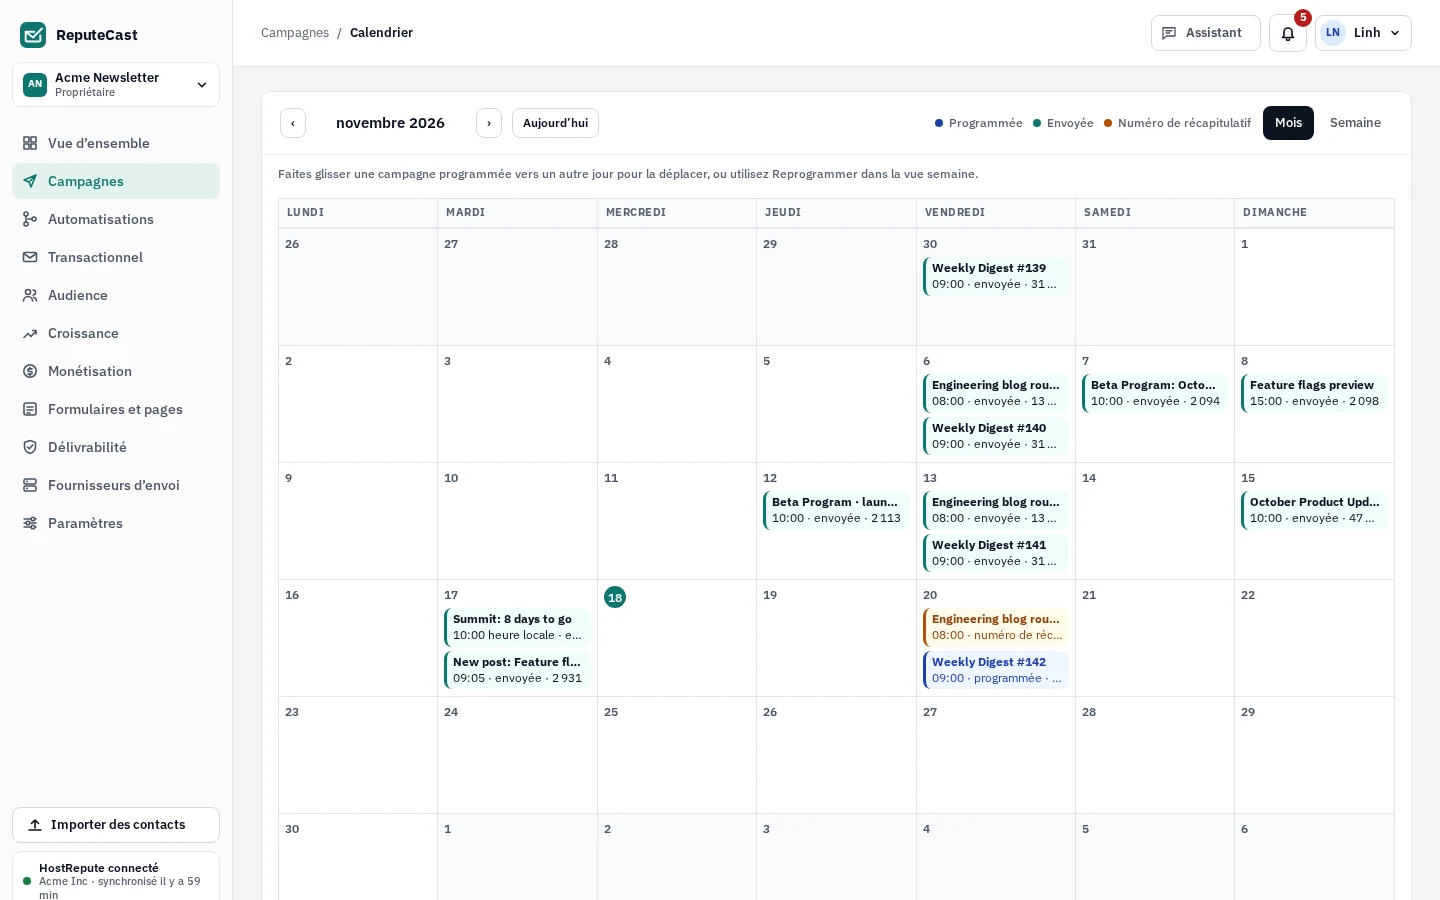 ReputeCast
AN
Acme Newsletter
Propriétaire
Vue d’ensemble
Campagnes
Automatisations
Transactionnel
Audience
Croissance
Monétisation
Formulaires et pages
Délivrabilité
Fournisseurs d’envoi
Paramètres
Importer des contacts
HostRepute connecté
Acme Inc · synchronisé il y a 59
min
Campagnes / Calendrier
Assistant
5
LN Linh
‹ novembre 2026 › Aujourd’hui
Programmée Envoyée Numéro de récapitulatif Mois Semaine
Faites glisser une campagne programmée vers un autre jour pour la déplacer, ou utilisez Reprogrammer dans la vue semaine.
LUNDI MARDI MERCREDI JEUDI VENDREDI SAMEDI DIMANCHE
26 27 28 29 30 31 1
Weekly Digest #139
09:00 · envoyée · 31 …
2 3 4 5 6 7 8
Engineering blog rou… Beta Program: Octo… Feature flags preview
08:00 · envoyée · 13 … 10:00 · envoyée · 2 094 15:00 · envoyée · 2 098
Weekly Digest #140
09:00 · envoyée · 31 …
9 10 11 12 13 14 15
Beta Program · laun… Engineering blog rou… October Product Upd…
10:00 · envoyée · 2 113 08:00 · envoyée · 13 … 10:00 · envoyée · 47 …
Weekly Digest #141
09:00 · envoyée · 31 …
16 17 18 19 20 21 22
Summit: 8 days to go Engineering blog rou…
10:00 heure locale · e… 08:00 · numéro de réc…
New post: Feature fl… Weekly Digest #142
09:05 · envoyée · 2 931 09:00 · programmée · …
23 24 25 26 27 28 29
30 1 2 3 4 5 6